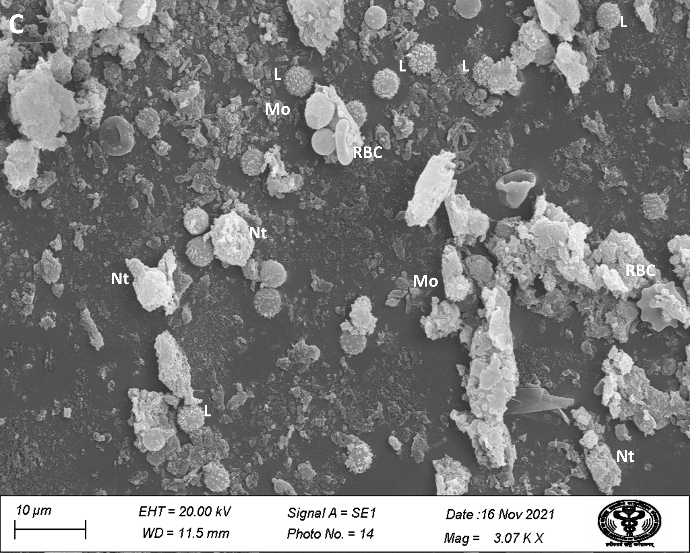 C
L
L
L
L
Mo
RBC
Nt
Nt
Mo
RBC
L
Nt
10 µm
EHT = 20.00 kV
WD = 11.5 mm
Signal A = SE1
Photo No. = 14
Date :16 Nov 2021
Mag = 3.07 K X